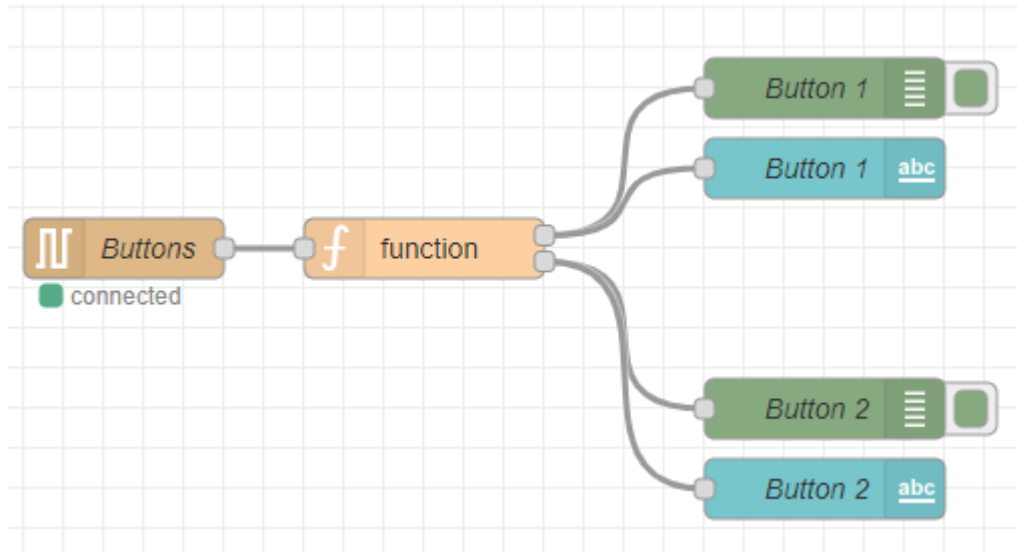 Button 1
Button 1
abc
Buttons
function
connected
Button 2
Button 2
abc